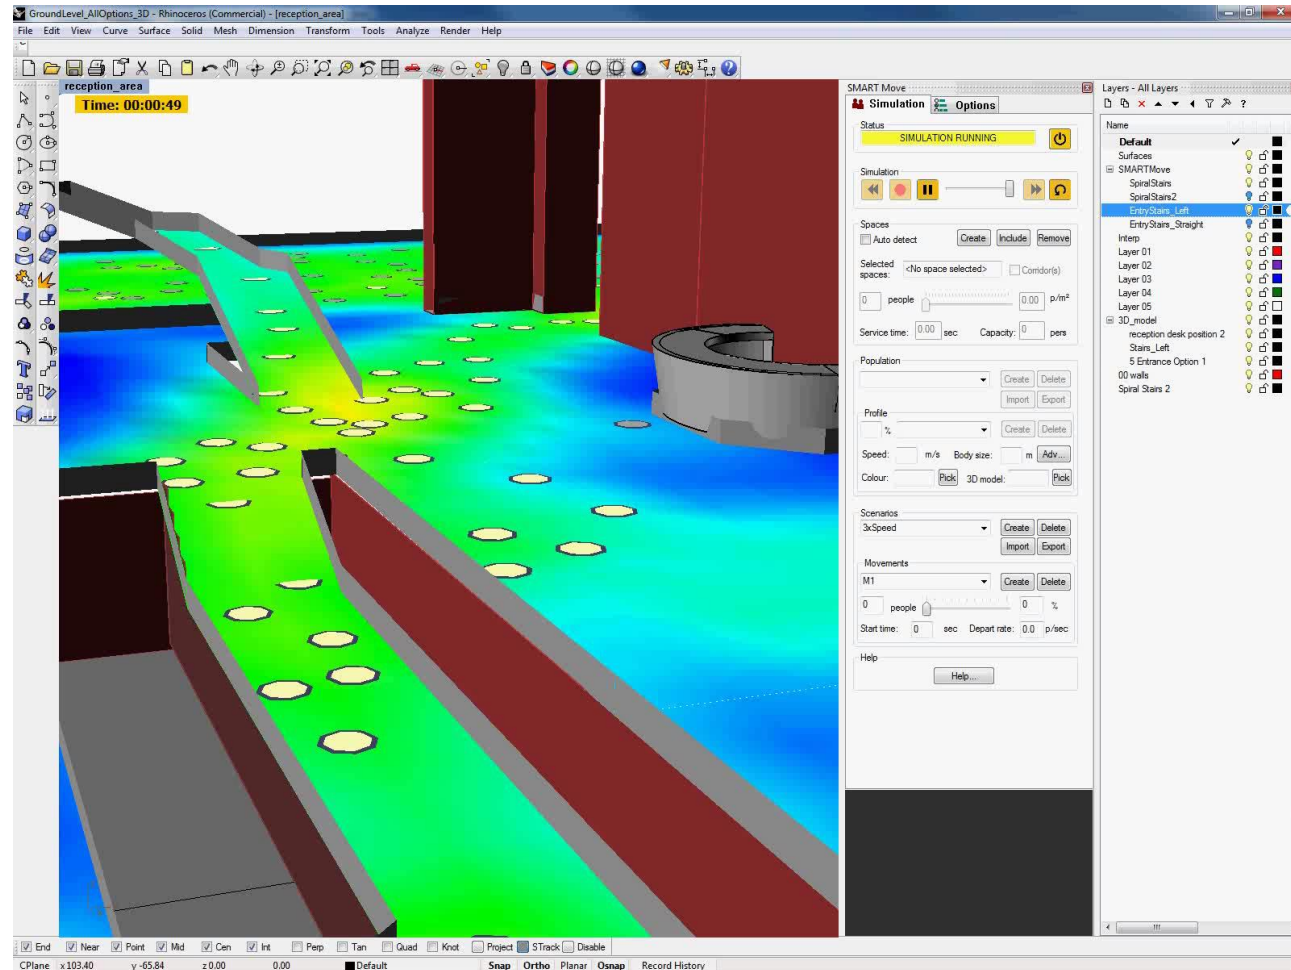 GroundLevel_AllOptions_3D - Rhinoceros (Commercial) - [reception_area]
File Edit View Curve Surface Solid Mesh Dimension Transform Tools Analyze Render Help
reception_area
Time: 00:00:49
SMART Move
Simulation Options
Status
SIMULATION RUNNING
Simulation
Spaces
Auto detect Create Include Remove
Selected spaces: <No space selected> Corridor(s)
0 people 0.00 p/m²
Service time: 0.00 sec Capacity: 0 pers
Population
Create Delete
Import Export
Profile
% Create Delete
Speed: m/s Body size: m Adv...
Colour: Pick 3D model: Pick
Scenarios
3xSpeed Create Delete
Import Export
Movements
M1 Create Delete
0 people 0 %
Start time: 0 sec Depart rate: 0.0 p/sec
Help
Help...
Layers - All Layers
Name
Default
Surfaces
SMARTMove
SpiralStairs
SpiralStairs2
EntryStairs_Left
EntryStairs_Straight
Interp
Layer 01
Layer 02
Layer 03
Layer 04
Layer 05
3D_model
reception desk position 2
Stairs_Left
5 Entrance Option 1
00 walls
Spiral Stairs 2
End Near Point Mid Cen Int Perp Tan Quad Knot Project STrack Disable
CPlane x 103.40 y -65.84 z 0.00 0.00 Default Snap Ortho Planar Osnap Record History